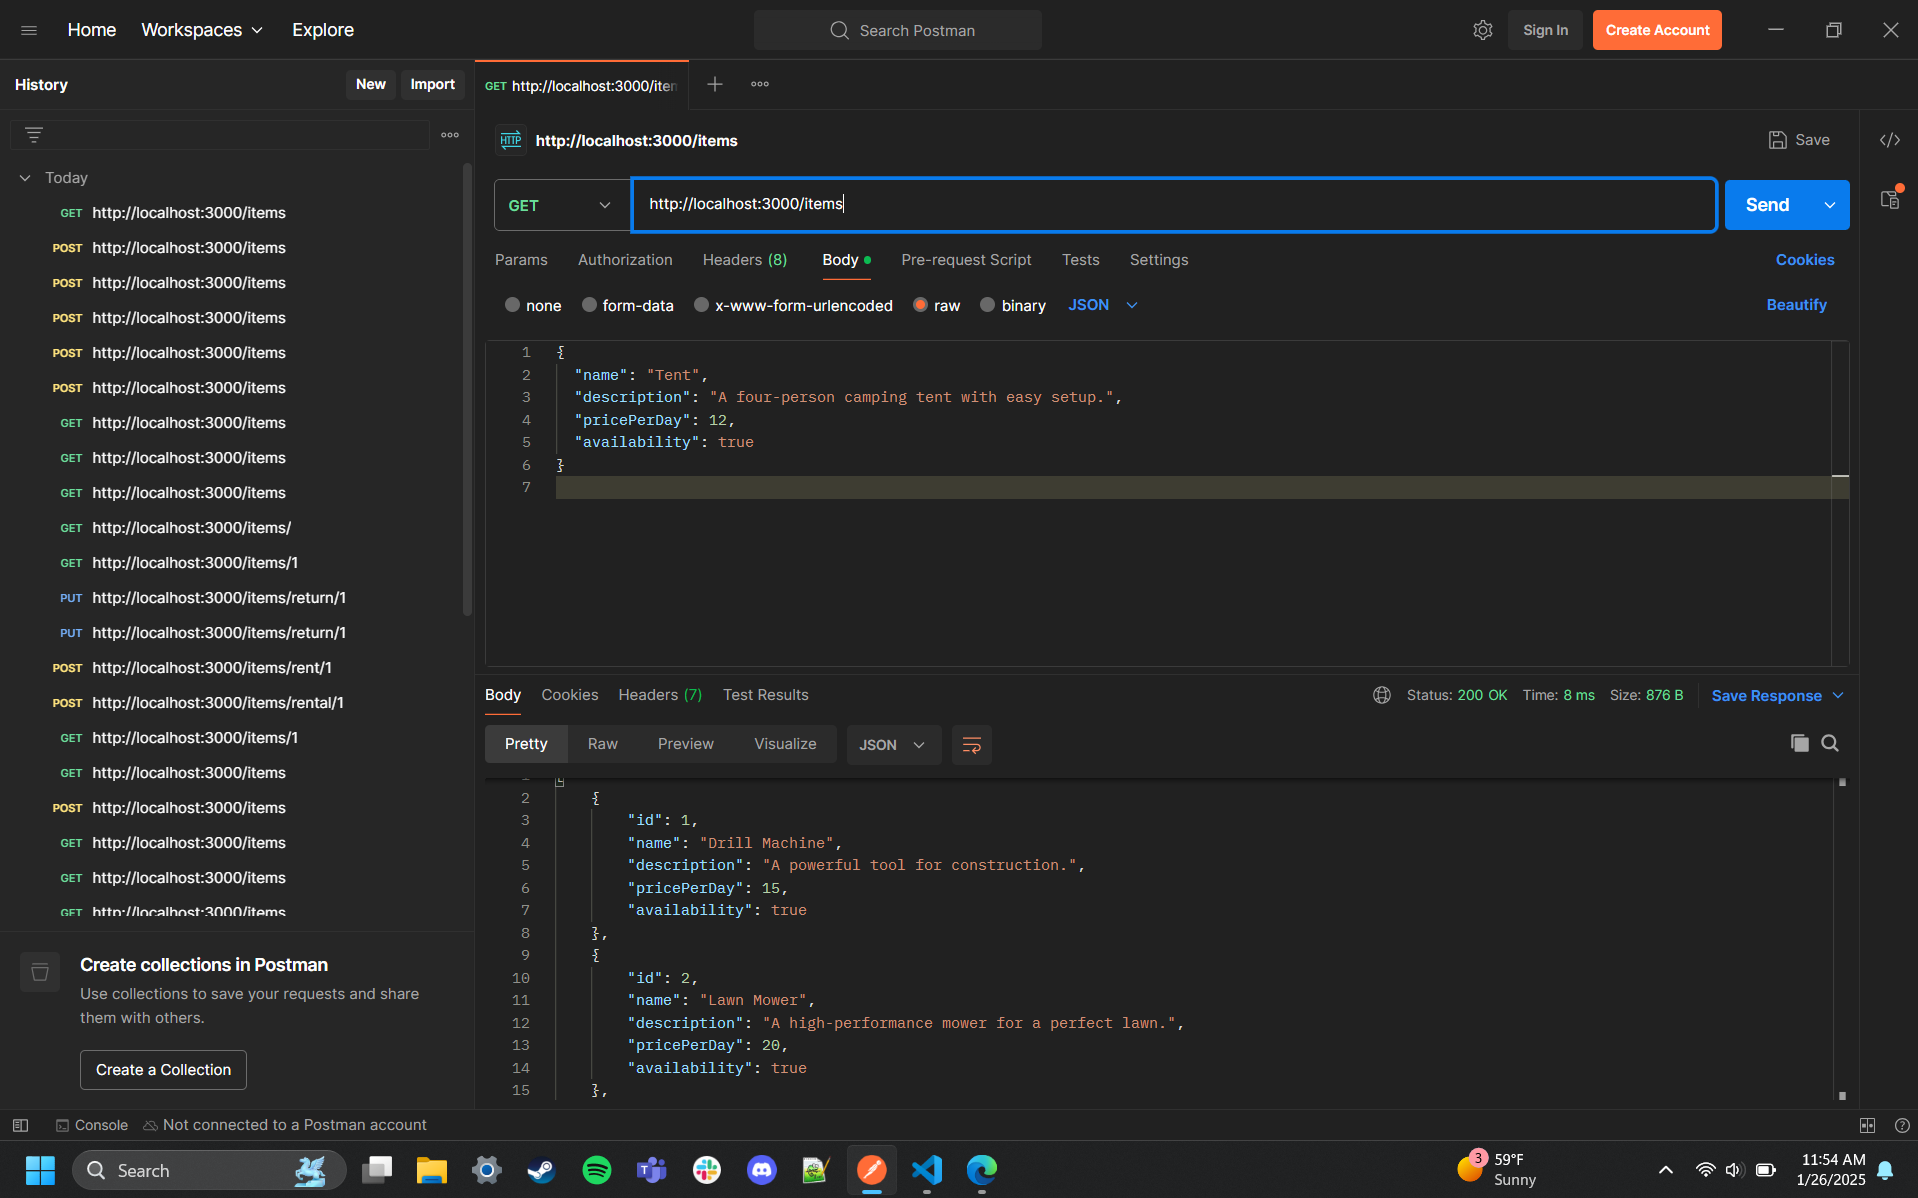 Home
Workspaces
Explore
Search Postman
Sign In
Create Account
History
New
Import
GET http://localhost:3000/iten
HTTP http://localhost:3000/items
Save
Today
GET http://localhost:3000/items
POST http://localhost:3000/items
POST http://localhost:3000/items
POST http://localhost:3000/items
POST http://localhost:3000/items
POST http://localhost:3000/items
GET http://localhost:3000/items
GET http://localhost:3000/items
GET http://localhost:3000/items
GET http://localhost:3000/items/
GET http://localhost:3000/items/1
PUT http://localhost:3000/items/return/1
PUT http://localhost:3000/items/return/1
POST http://localhost:3000/items/rent/1
POST http://localhost:3000/items/rental/1
GET http://localhost:3000/items/1
GET http://localhost:3000/items
POST http://localhost:3000/items
GET http://localhost:3000/items
GET http://localhost:3000/items
GET http://localhost:3000/items
Create collections in Postman
Use collections to save your requests and share
them with others.
Create a Collection
GET
http://localhost:3000/items
Send
Params
Authorization
Headers (8)
Body
Pre-request Script
Tests
Settings
Cookies
none
form-data
x-www-form-urlencoded
raw
binary
JSON
Beautify
1 {
2 "name": "Tent",
3 "description": "A four-person camping tent with easy setup.",
4 "pricePerDay": 12,
5 "availability": true
6 }
7
Body
Cookies
Headers (7)
Test Results
Status: 200 OK
Time: 8 ms
Size: 876 B
Save Response
Pretty
Raw
Preview
Visualize
JSON
2 {
3 "id": 1,
4 "name": "Drill Machine",
5 "description": "A powerful tool for construction.",
6 "pricePerDay": 15,
7 "availability": true
8 },
9 {
10 "id": 2,
11 "name": "Lawn Mower",
12 "description": "A high-performance mower for a perfect lawn.",
13 "pricePerDay": 20,
14 "availability": true
15 },
Console
Not connected to a Postman account
Search
3
59°F
Sunny
11:54 AM
1/26/2025